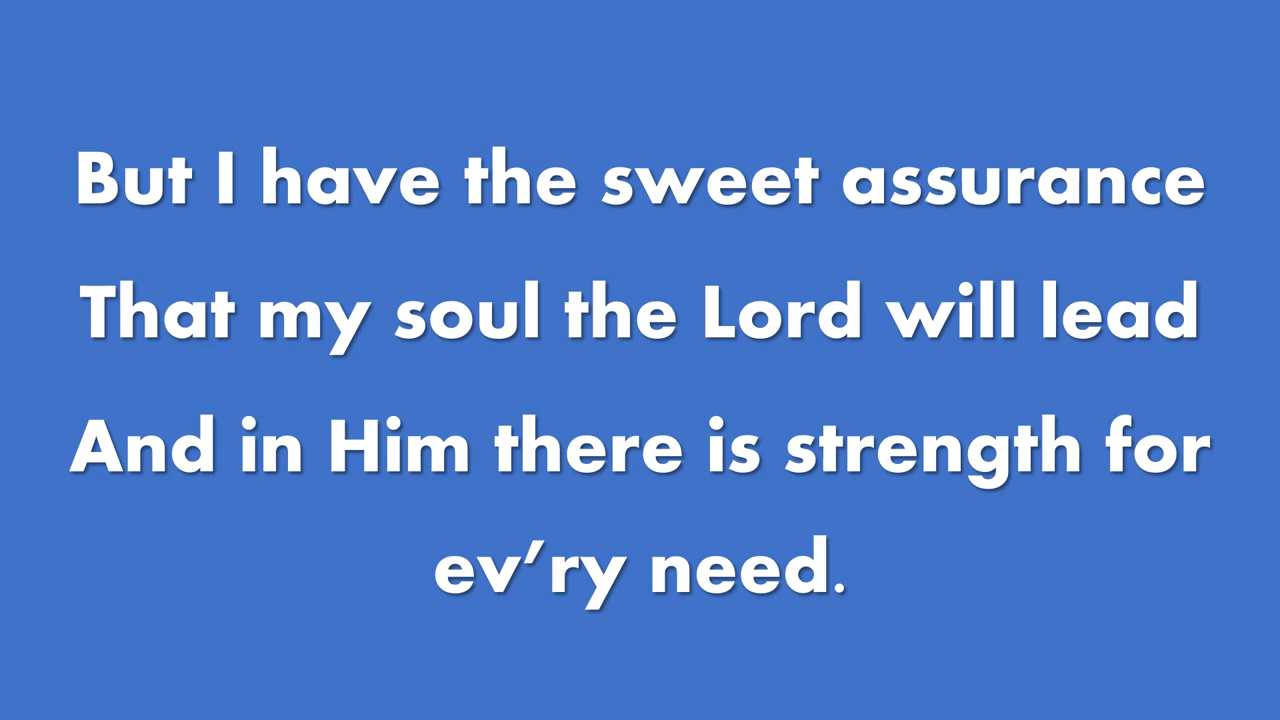 But I have the sweet assurance
That my soul the Lord will lead
And in Him there is strength for
ev’ry need.